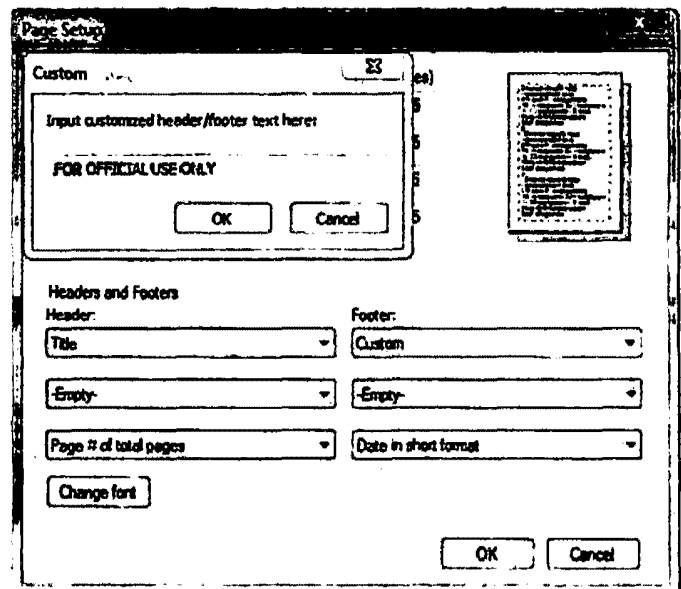 Page Setup
Custom
es)
Input customized header/footer text here:
FOR OFFICIAL USE ONLY
OK Cancel
Headers and Footers
Header: Footer:
Title Custom
-Empty- -Empty-
Page # of total pages Date in short format
Change font
OK Cancel